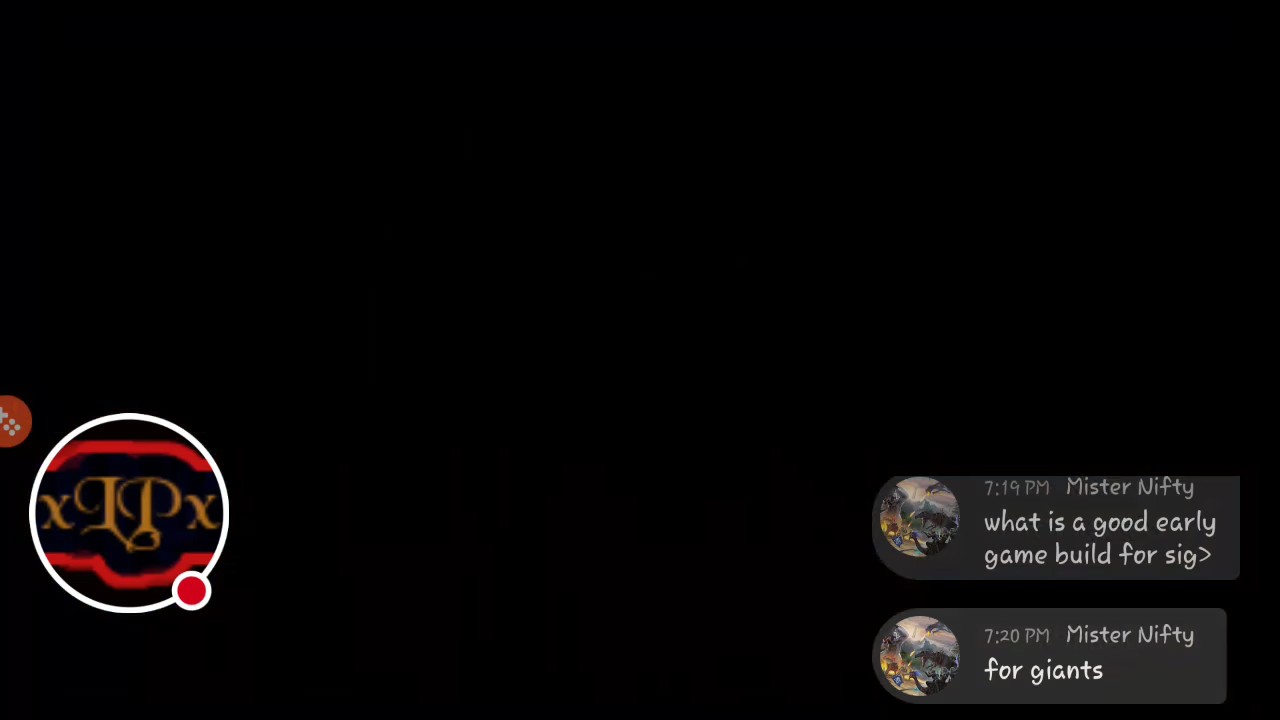 xLPx
7:19 PM Mister Nifty
what is a good early
game build for sig>
7:20 PM Mister Nifty
for giants